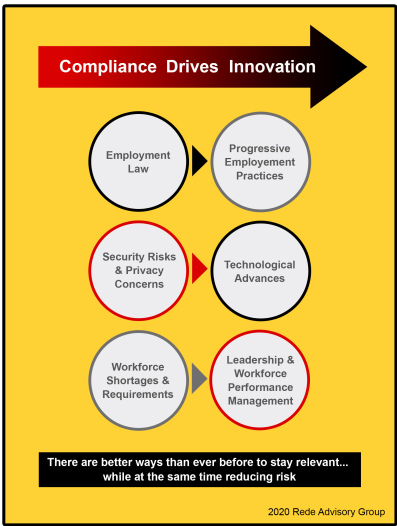 Compliance Drives Innovation
Employment
Law
Progressive
Employement
Practices
Security Risks
& Privacy
Concerns
Technological
Advances
Workforce
Shortages &
Requirements
Leadership &
Workforce
Performance
Management
There are better ways than ever before to stay relevant...
while at the same time reducing risk
2020 Rede Advisory Group